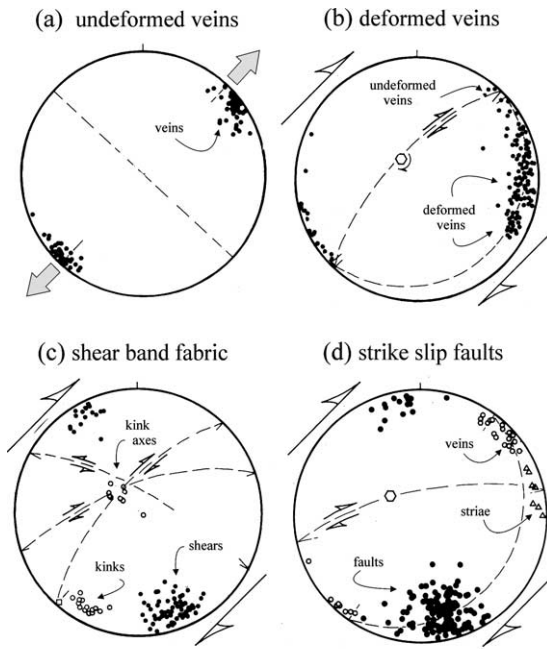 (a) undeformed veins
veins
(b) deformed veins
undeformed
veins
deformed
veins
(c) shear band fabric
kink
axes
shears
kinks
(d) strike slip faults
veins
striae
faults